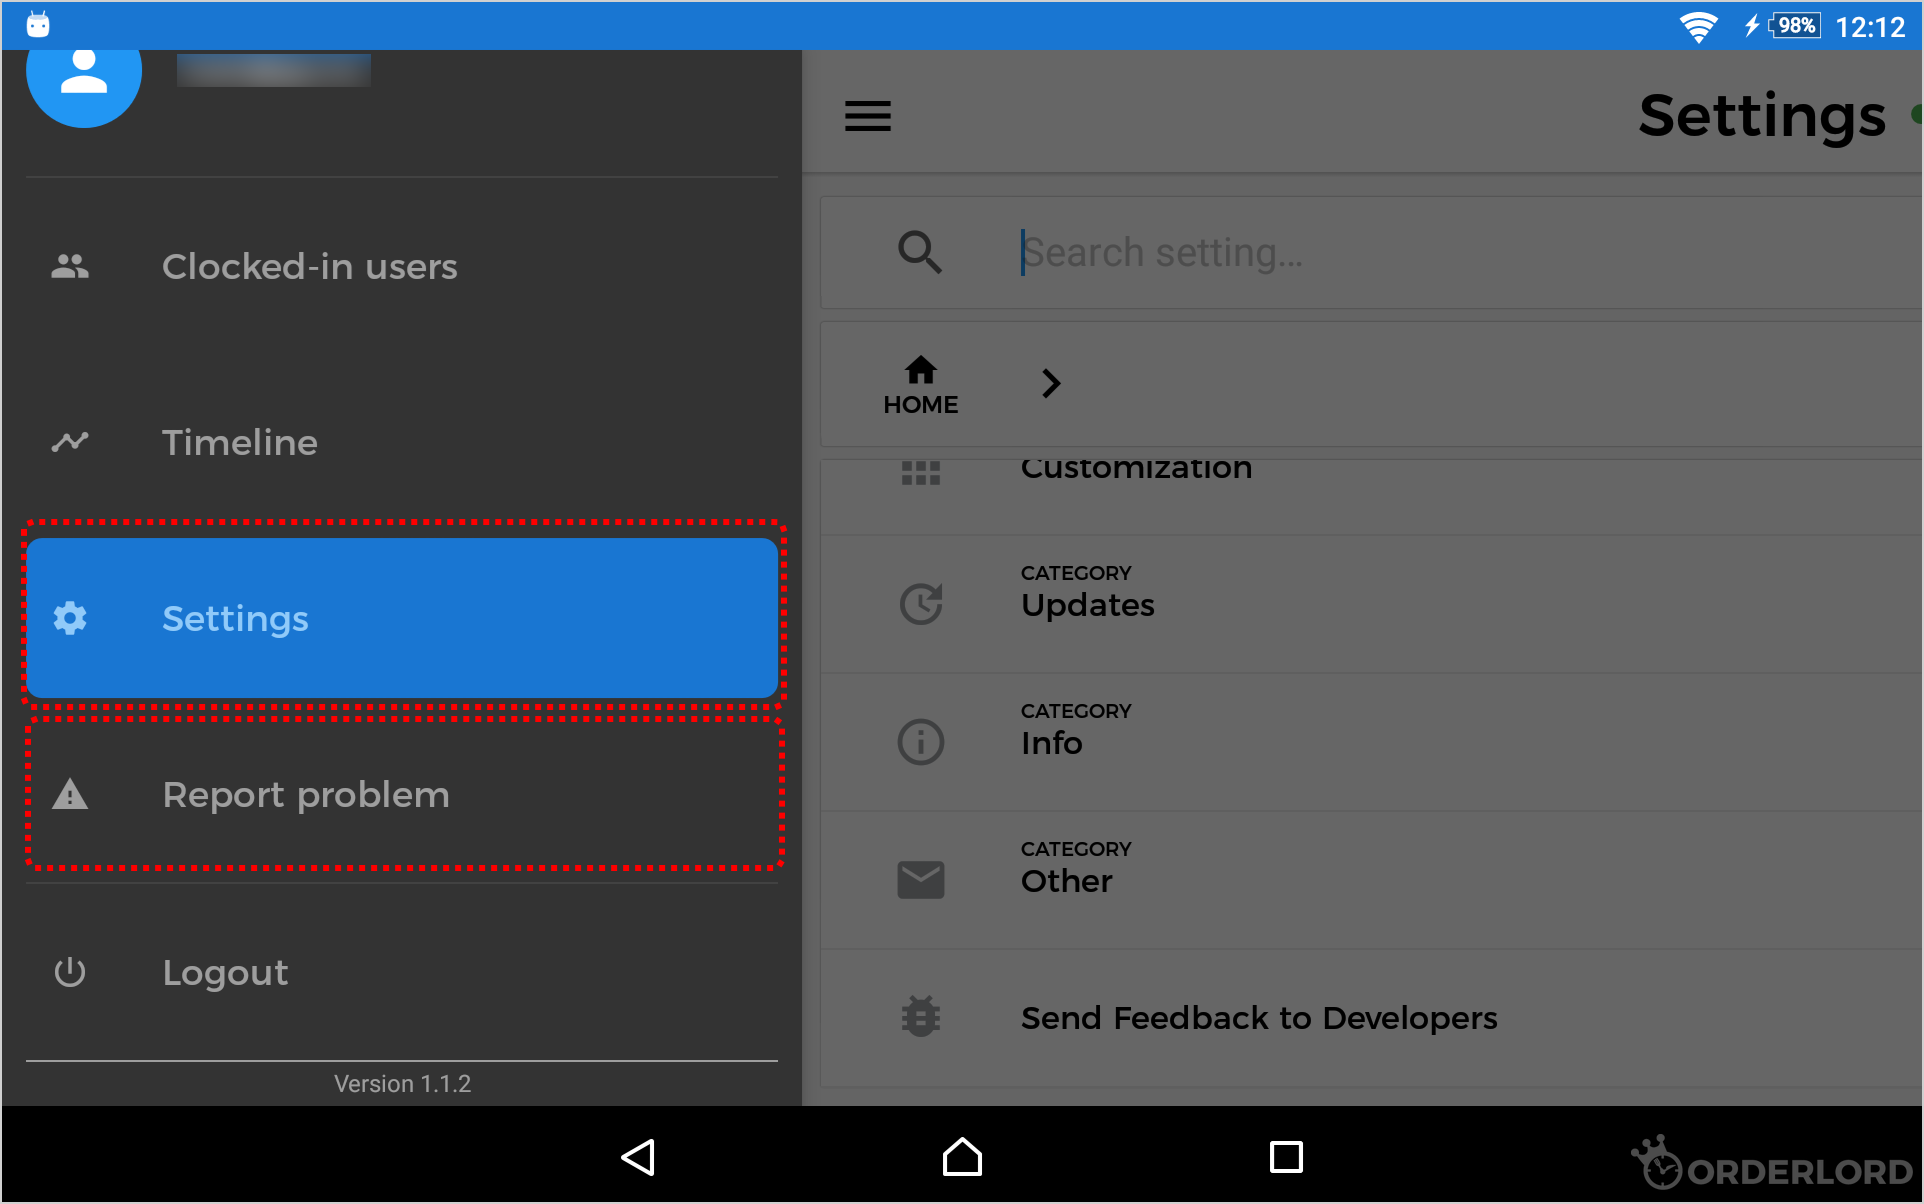 98% 12:12
Clocked-in users
Timeline
Settings
Report problem
Logout
Version 1.1.2
Settings
Search setting...
HOME
Customization
CATEGORY
Updates
CATEGORY
Info
CATEGORY
Other
Send Feedback to Developers
ORDERLORD